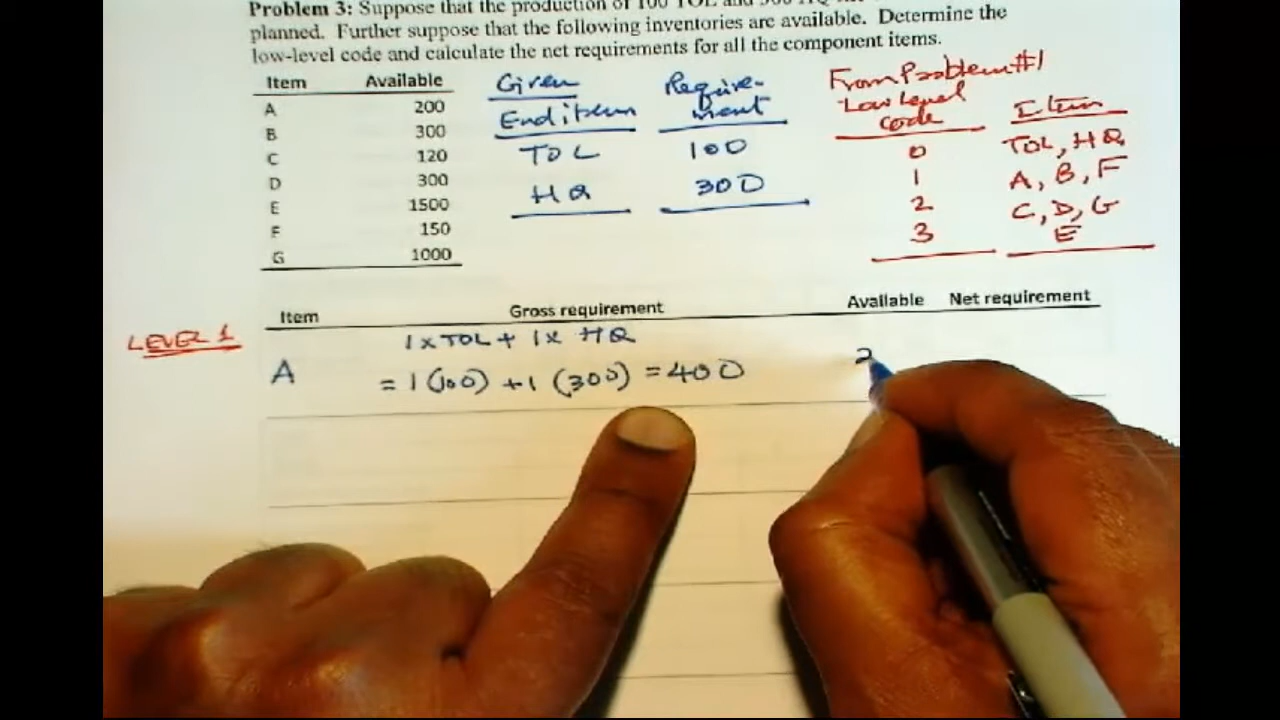 Problem 3: Suppose that the production of 100 TOL and 300 HQ
planned. Further suppose that the following inventories are available. Determine the
low-level code and calculate the net requirements for all the component items.
Item Available
A 200
B 300
C 120
D 300
E 1500
F 150
G 1000
Given
End item
TOL
HQ
Require-
ment
100
300
From Problem #1
Low Level
code
0
1
2
3
Item
TOL, HQ
A, B, F
C, D, G
E
Item Gross requirement Available Net requirement
LEVEL 1
1 x TOL + 1 x HQ
A = 1 (100) + 1 (300) = 400 2